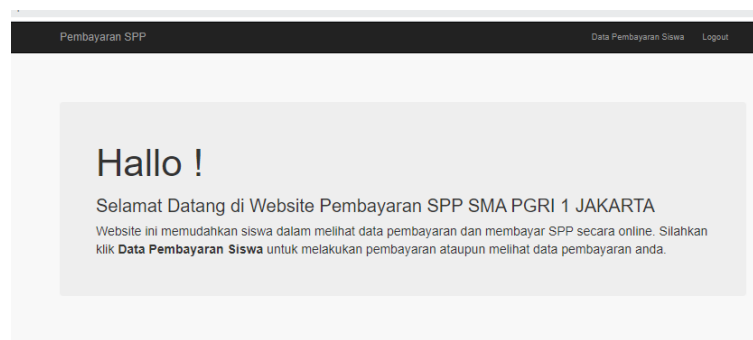 Pembayaran SPP
Data Pembayaran Siswa
Logout
Hallo !
Selamat Datang di Website Pembayaran SPP SMA PGRI 1 JAKARTA
Website ini memudahkan siswa dalam melihat data pembayaran dan membayar SPP secara online. Silahkan
klik Data Pembayaran Siswa untuk melakukan pembayaran ataupun melihat data pembayaran anda.